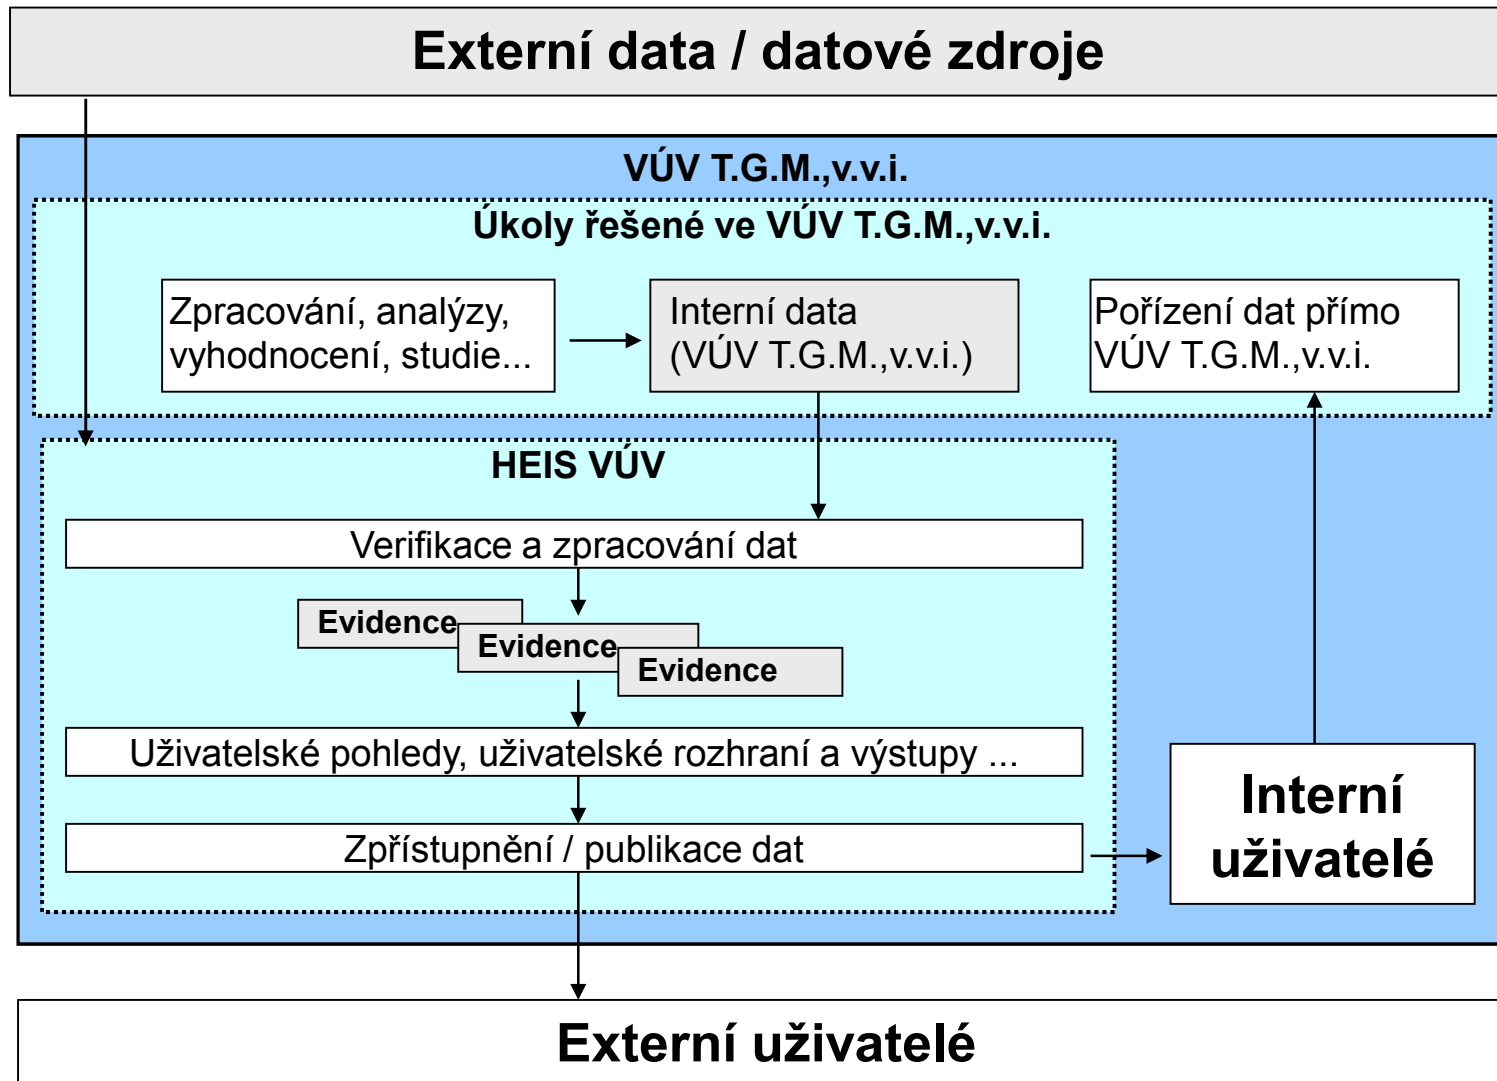 Externí data / datové zdroje
VÚV T.G.M.,v.v.i.
Úkoly řešené ve VÚV T.G.M.,v.v.i.
Zpracování, analýzy,
vyhodnocení, studie...
Interní data
(VÚV T.G.M.,v.v.i.)
Pořízení dat přímo
VÚV T.G.M.,v.v.i.
HEIS VÚV
Verifikace a zpracování dat
Evidence
Evidence
Evidence
Uživatelské pohledy, uživatelské rozhraní a výstupy ...
Zpřístupnění / publikace dat
Interní
uživatelé
Externí uživatelé